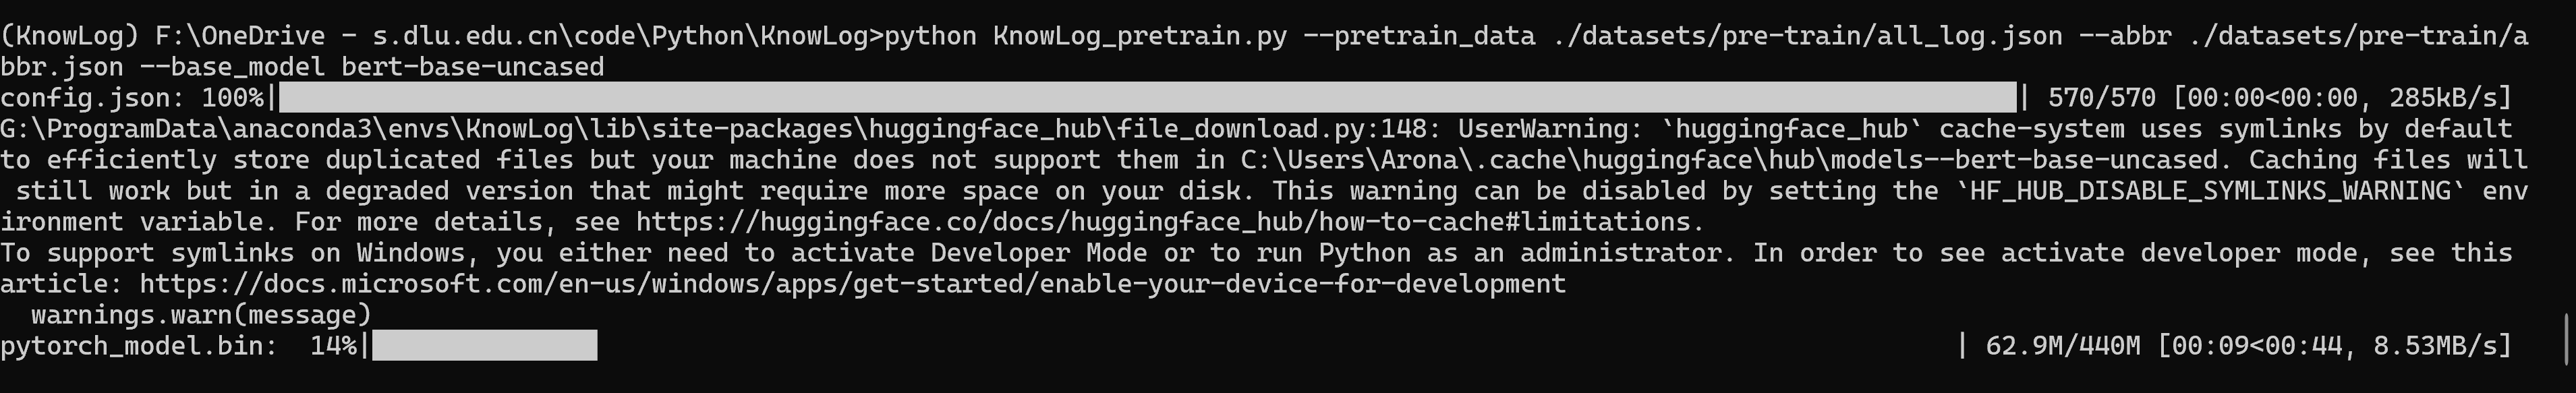 (KnowLog) F:\OneDrive - s.dlu.edu.cn\code\Python\KnowLog>python KnowLog_pretrain.py --pretrain_data ./datasets/pre-train/all_log.json --abbr ./datasets/pre-train/a
bbr.json --base_model bert-base-uncased
config.json: 100%|| 570/570 [00:00<00:00, 285kB/s]
G:\ProgramData\anaconda3\envs\KnowLog\lib\site-packages\huggingface_hub\file_download.py:148: UserWarning: `huggingface_hub` cache-system uses symlinks by default
to efficiently store duplicated files but your machine does not support them in C:\Users\Arona\.cache\huggingface\hub\models--bert-base-uncased. Caching files will
 still work but in a degraded version that might require more space on your disk. This warning can be disabled by setting the `HF_HUB_DISABLE_SYMLINKS_WARNING` env
ironment variable. For more details, see https://huggingface.co/docs/huggingface_hub/how-to-cache#limitations.
To support symlinks on Windows, you either need to activate Developer Mode or to run Python as an administrator. In order to see activate developer mode, see this
article: https://docs.microsoft.com/en-us/windows/apps/get-started/enable-your-device-for-development
  warnings.warn(message)
pytorch_model.bin:  14%|| 62.9M/440M [00:09<00:44, 8.53MB/s]